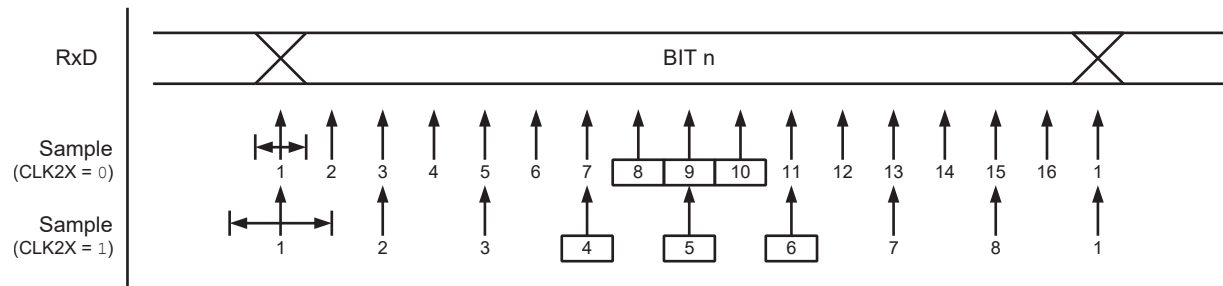 RxD BIT n
Sample
(CLK2X = 0) 1 2 3 4 5 6 7 8 9 10 11 12 13 14 15 16 1
Sample
(CLK2X = 1) 1 2 3 4 5 6 7 8 1